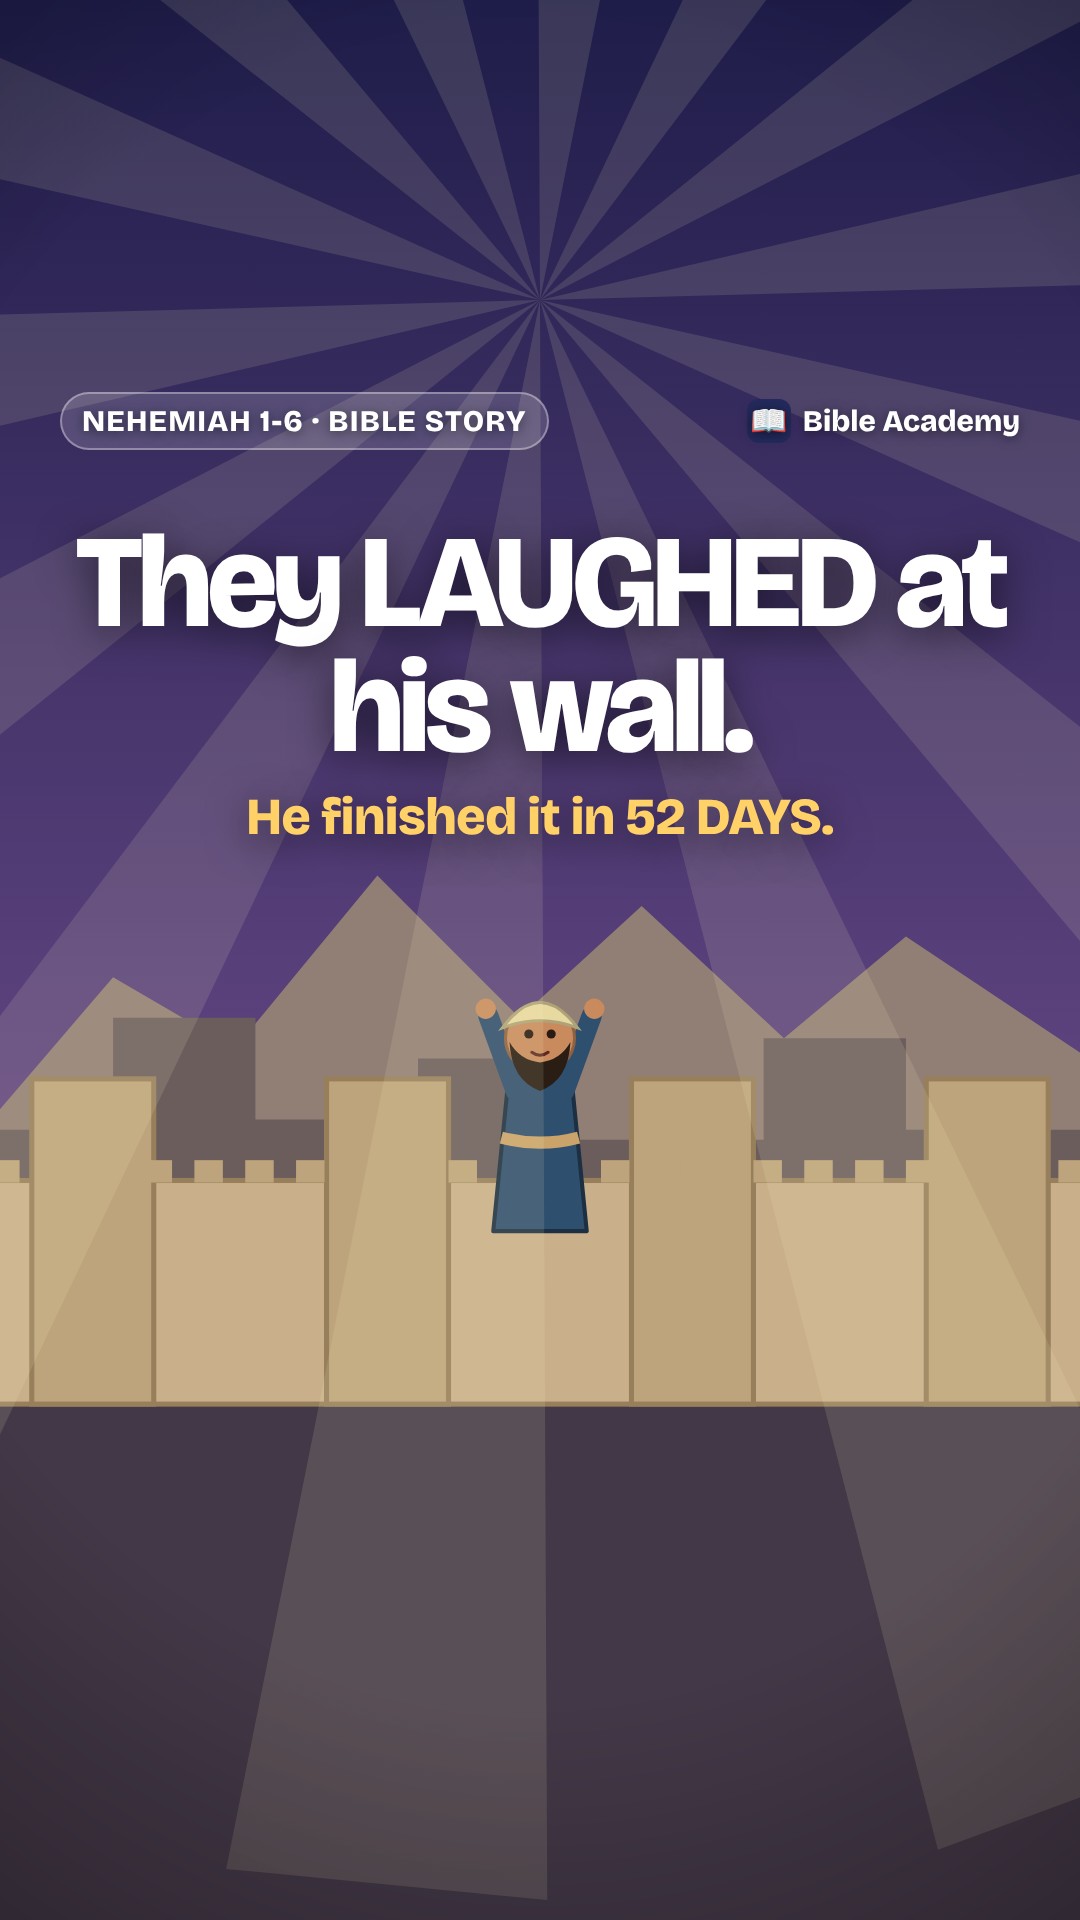 NEHEMIAH 1-6 • BIBLE STORY
Bible Academy
They LAUGHED at
his wall.
He finished it in 52 DAYS.